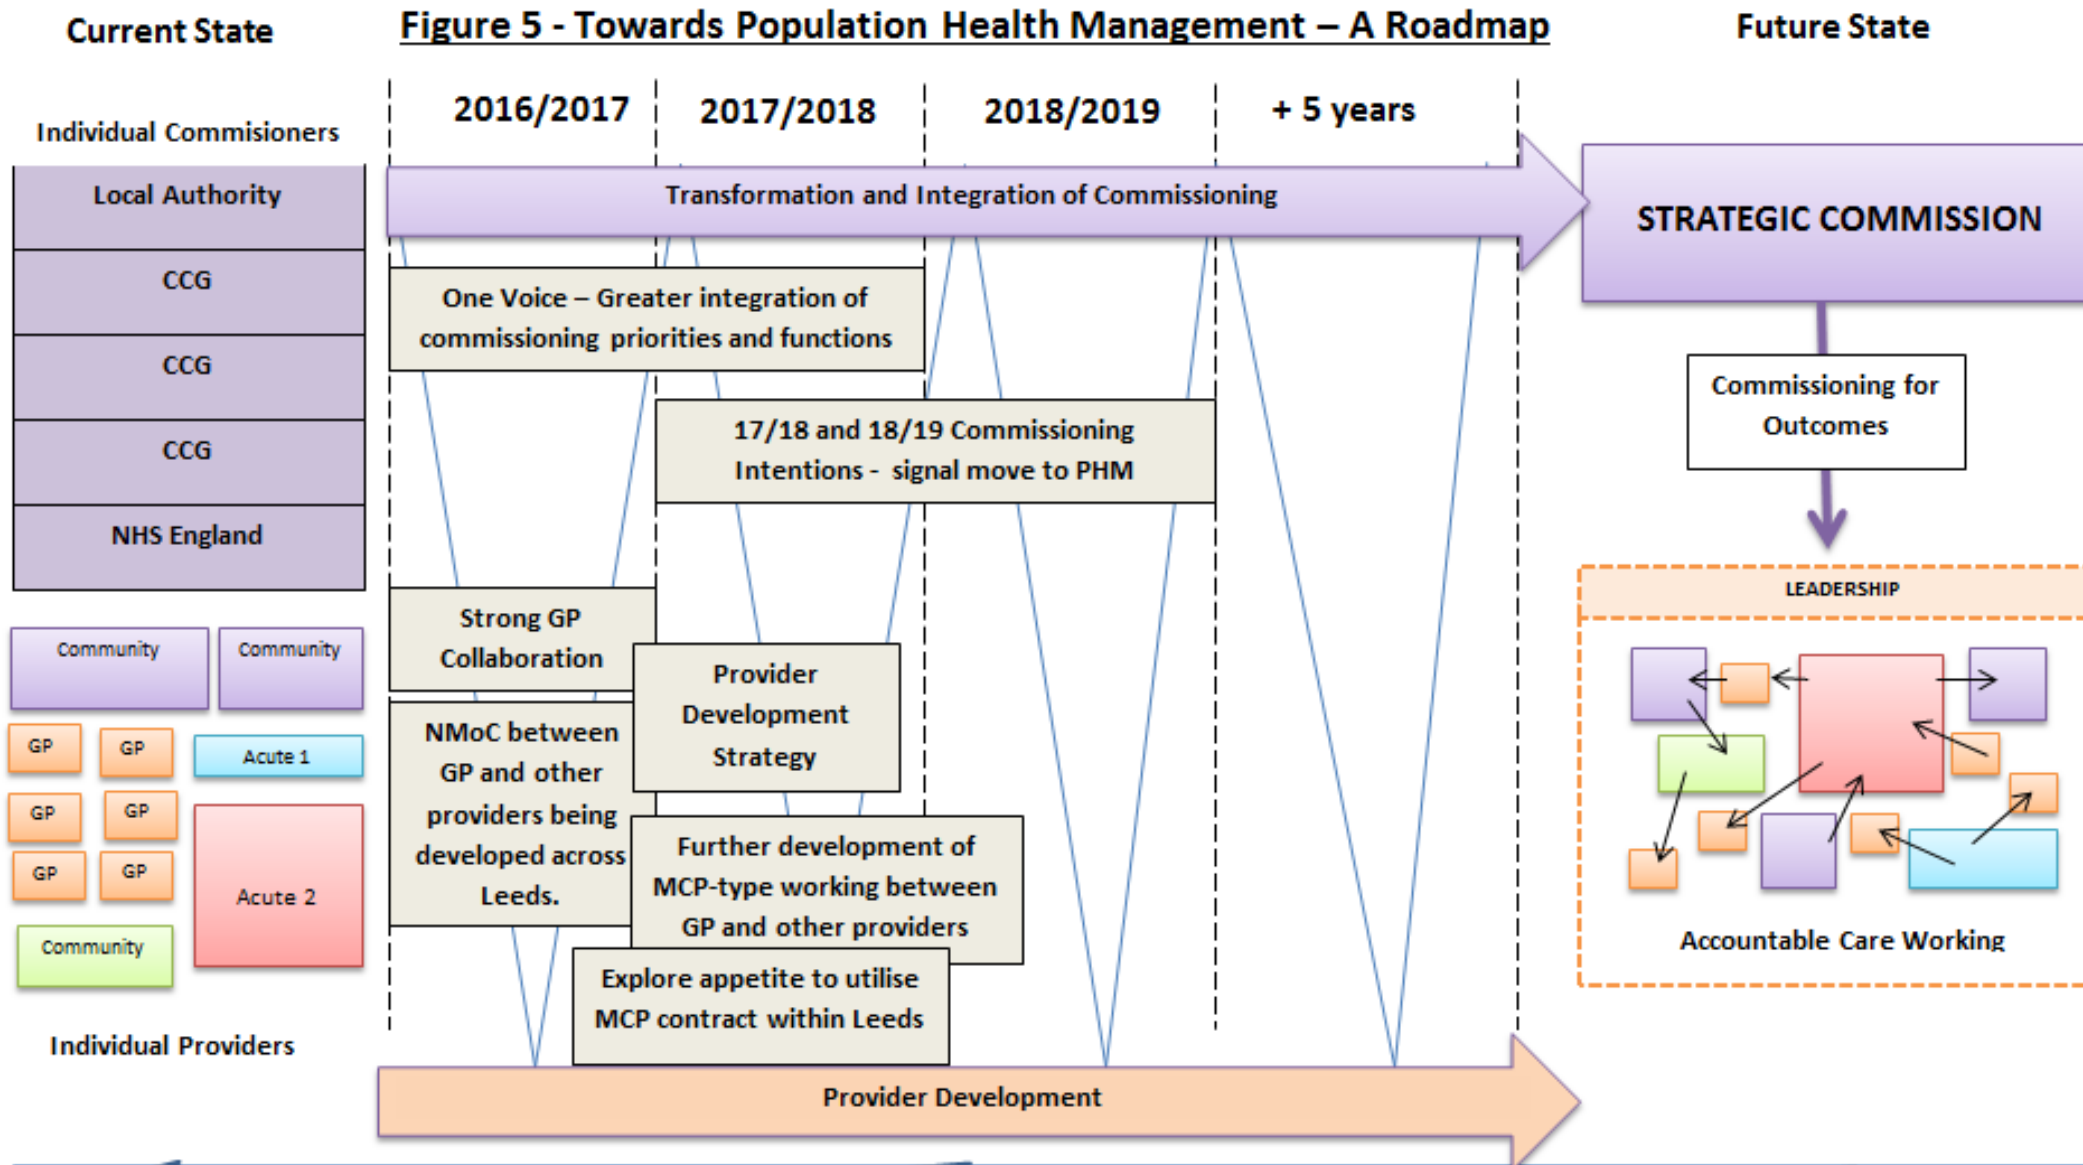 Current State
Figure 5 - Towards Population Health Management – A Roadmap
Future State
2016/2017
2017/2018
2018/2019
+ 5 years
Individual Commisioners
Local Authority
CCG
CCG
CCG
NHS England
Transformation and Integration of Commissioning
STRATEGIC COMMISSION
One Voice – Greater integration of
commissioning priorities and functions
17/18 and 18/19 Commissioning
Intentions - signal move to PHM
Commissioning for
Outcomes
Strong GP
Collaboration
NMoC between
GP and other
providers being
developed across
Leeds.
Provider
Development
Strategy
Further development of
MCP-type working between
GP and other providers
Explore appetite to utilise
MCP contract within Leeds
Community
Community
GP
GP
Acute 1
GP
GP
GP
GP
Acute 2
Community
Individual Providers
LEADERSHIP
Accountable Care Working
Provider Development